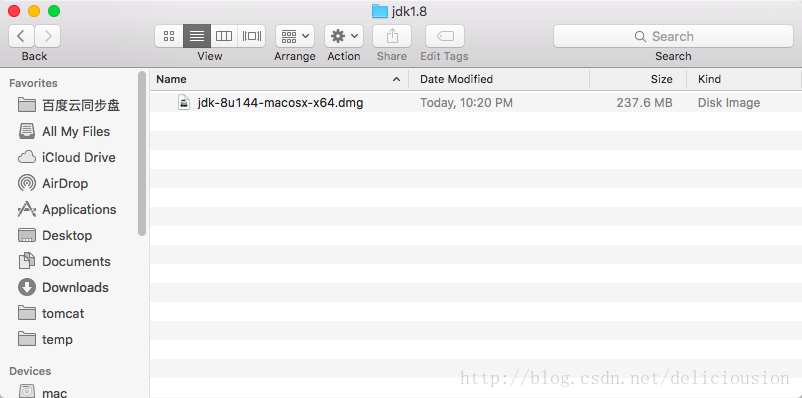 jdk1.8
Back
View
Arrange
Action
Share
Edit Tags
Search
Search
Favorites
百度云同步盘
All My Files
iCloud Drive
AirDrop
Applications
Desktop
Documents
Downloads
tomcat
temp
Devices
mac
Name Date Modified Size Kind
jdk-8u144-macosx-x64.dmg Today, 10:20 PM 237.6 MB Disk Image
http://blog.csdn.net/deliciousion